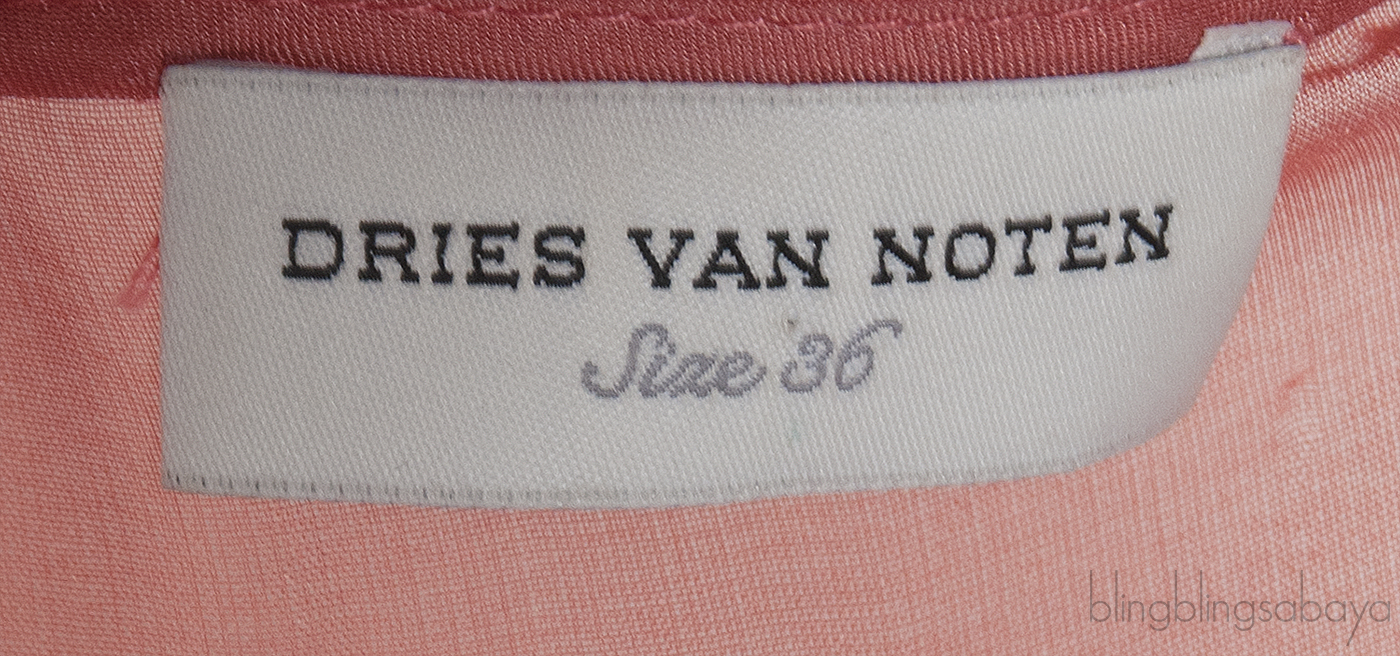 DRIES VAN NOTEN
Size 36
blingblingsabaya